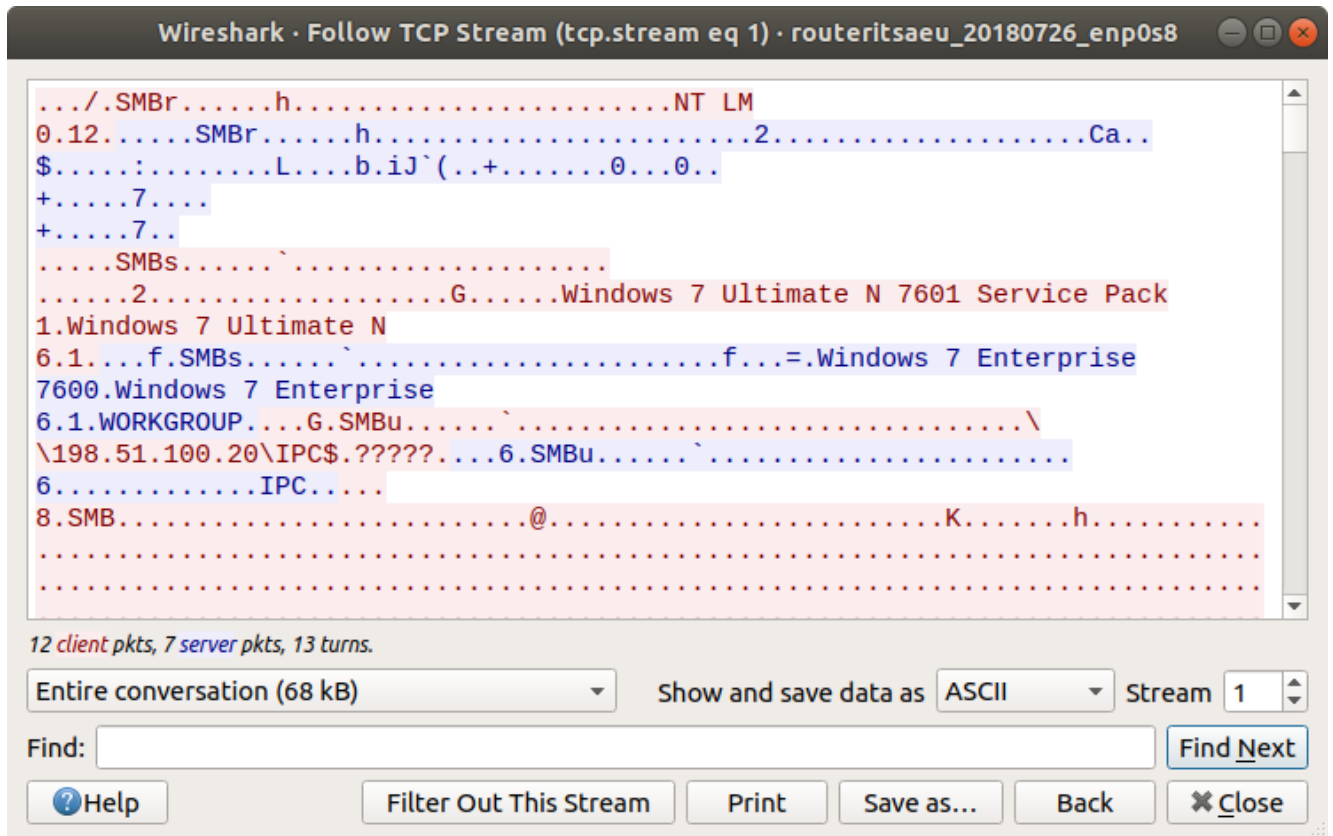 Wireshark · Follow TCP Stream (tcp.stream eq 1) · routeritsaeu_20180726_enp0s8
.../.SMBr......h........................NT LM
0.12......SMBr......h........................2....................Ca..
$.....:........L....b.iJ`(..+.......0...0..
+.....7....
+.....7..
.....SMBs......`....................
......2...................G......Windows 7 Ultimate N 7601 Service Pack
1.Windows 7 Ultimate N
6.1....f.SMBs......`.......................f...=.Windows 7 Enterprise
7600.Windows 7 Enterprise
6.1.WORKGROUP....G.SMBu......`................................\
\198.51.100.20\IPC$.?????....6.SMBu......`.......................
6.............IPC.....
8.SMB..........................@.........................K.......h...........
..............................................................................
..............................................................................
12 client pkts, 7 server pkts, 13 turns.
Entire conversation (68 kB)
Show and save data as ASCII Stream 1
Find: Find Next
Help Filter Out This Stream Print Save as… Back Close